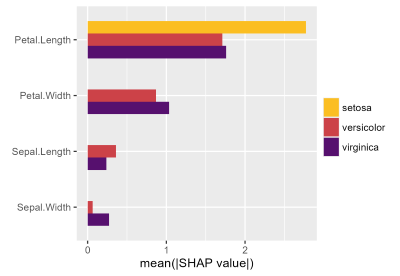 Petal.Length
Petal.Width
Sepal.Length
Sepal.Width
0 1 2
mean(|SHAP value|)
setosa
versicolor
virginica